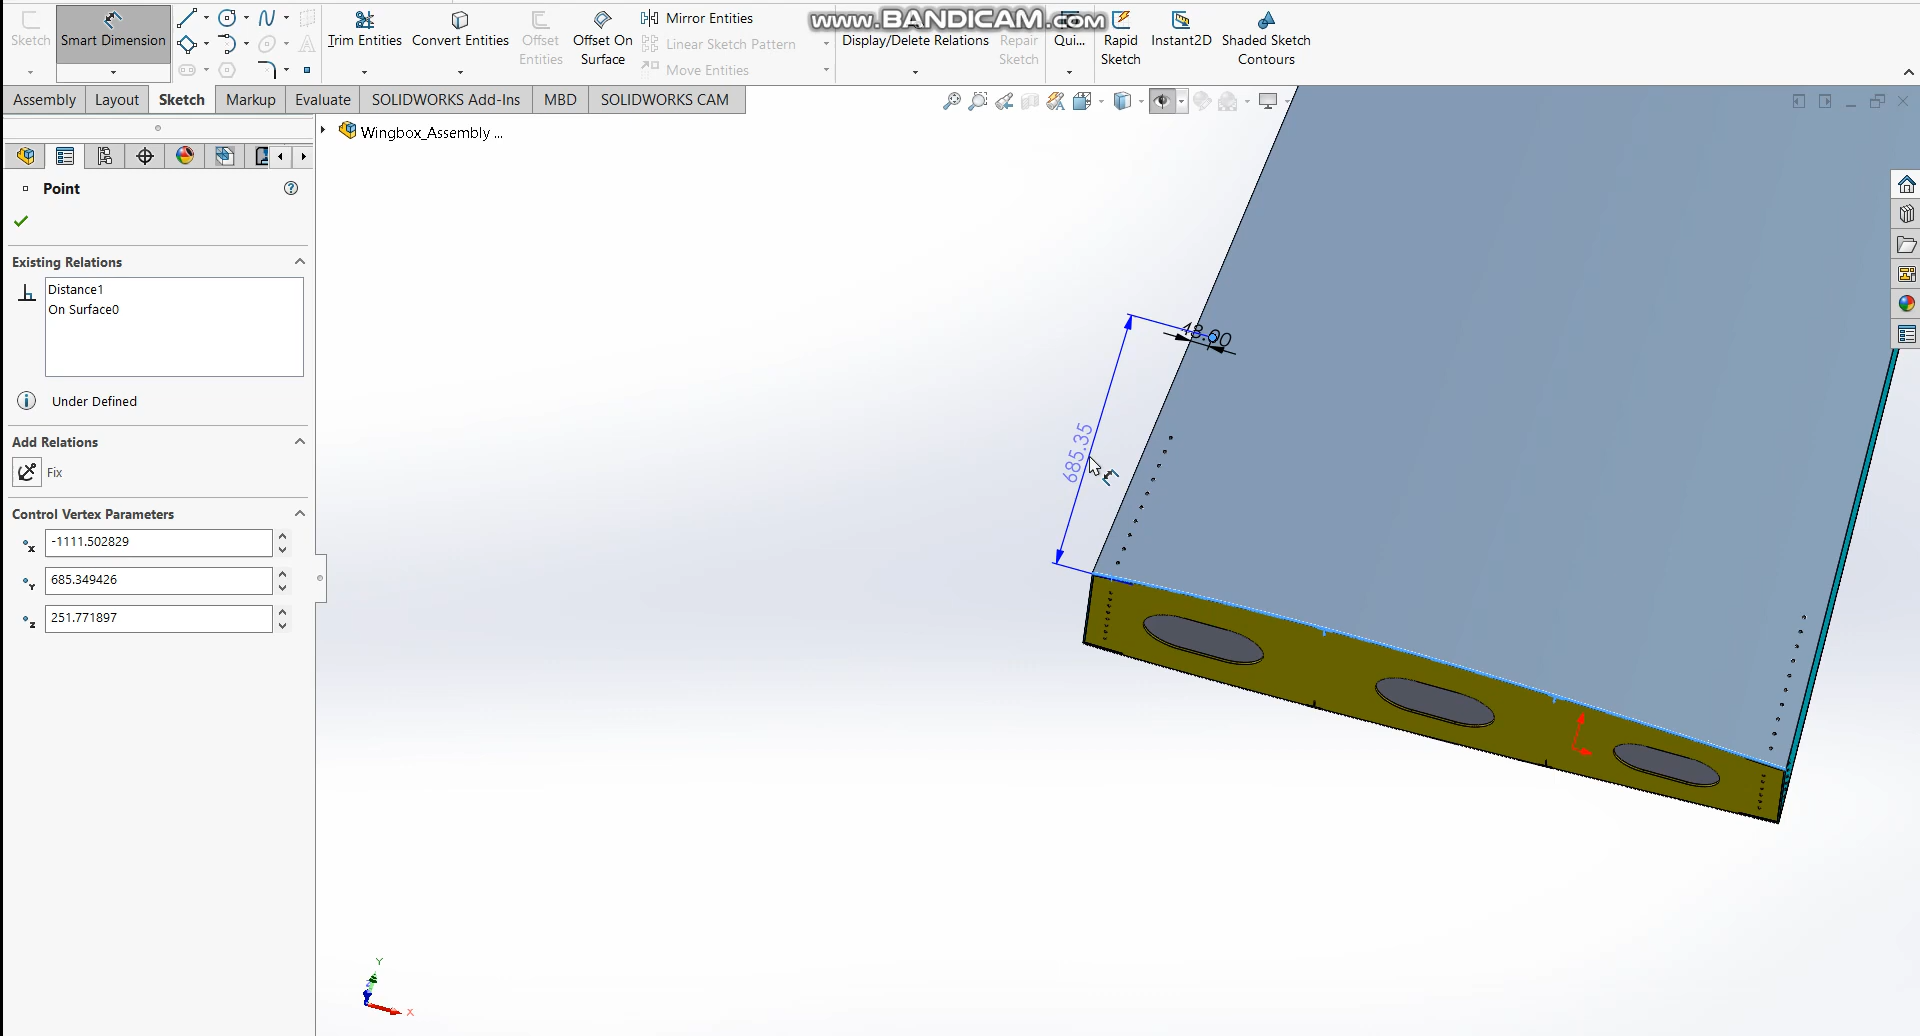 www.BANDICAM.com
Sketch
Smart Dimension
Trim Entities
Convert Entities
Offset Entities
Offset On Surface
Mirror Entities
Linear Sketch Pattern
Move Entities
Display/Delete Relations
Repair Sketch
Qui...
Rapid Sketch
Instant2D
Shaded Sketch Contours
Assembly
Layout
Sketch
Markup
Evaluate
SOLIDWORKS Add-Ins
MBD
SOLIDWORKS CAM
Wingbox_Assembly ...
Point
Existing Relations
Distance1
On Surface0
Under Defined
Add Relations
Fix
Control Vertex Parameters
X
-1111.502829
Y
685.349426
Z
251.771897
18.00
685.35
Y
X